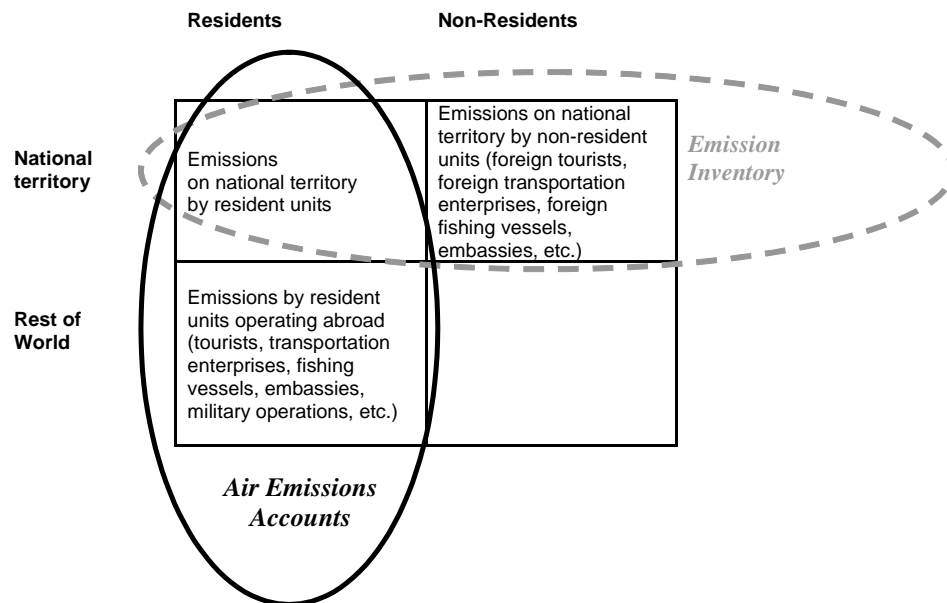 Residents
Non-Residents
National
territory
Emissions
on national territory
by resident units
Emissions on national
territory by non-resident
units (foreign tourists,
foreign transportation
enterprises, foreign
fishing vessels,
embassies, etc.)
Emission
Inventory
Rest of
World
Emissions by resident
units operating abroad
(tourists, transportation
enterprises, fishing
vessels, embassies,
military operations, etc.)
Air Emissions
Accounts